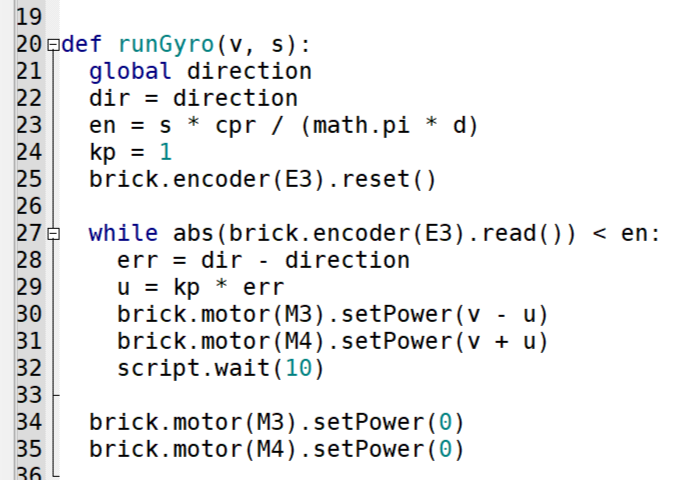 19
20 def runGyro(v, s):
21 global direction
22 dir = direction
23 en = s * cpr / (math.pi * d)
24 kp = 1
25 brick.encoder(E3).reset()
26
27 while abs(brick.encoder(E3).read()) < en:
28 err = dir - direction
29 u = kp * err
30 brick.motor(M3).setPower(v - u)
31 brick.motor(M4).setPower(v + u)
32 script.wait(10)
33
34 brick.motor(M3).setPower(0)
35 brick.motor(M4).setPower(0)
36